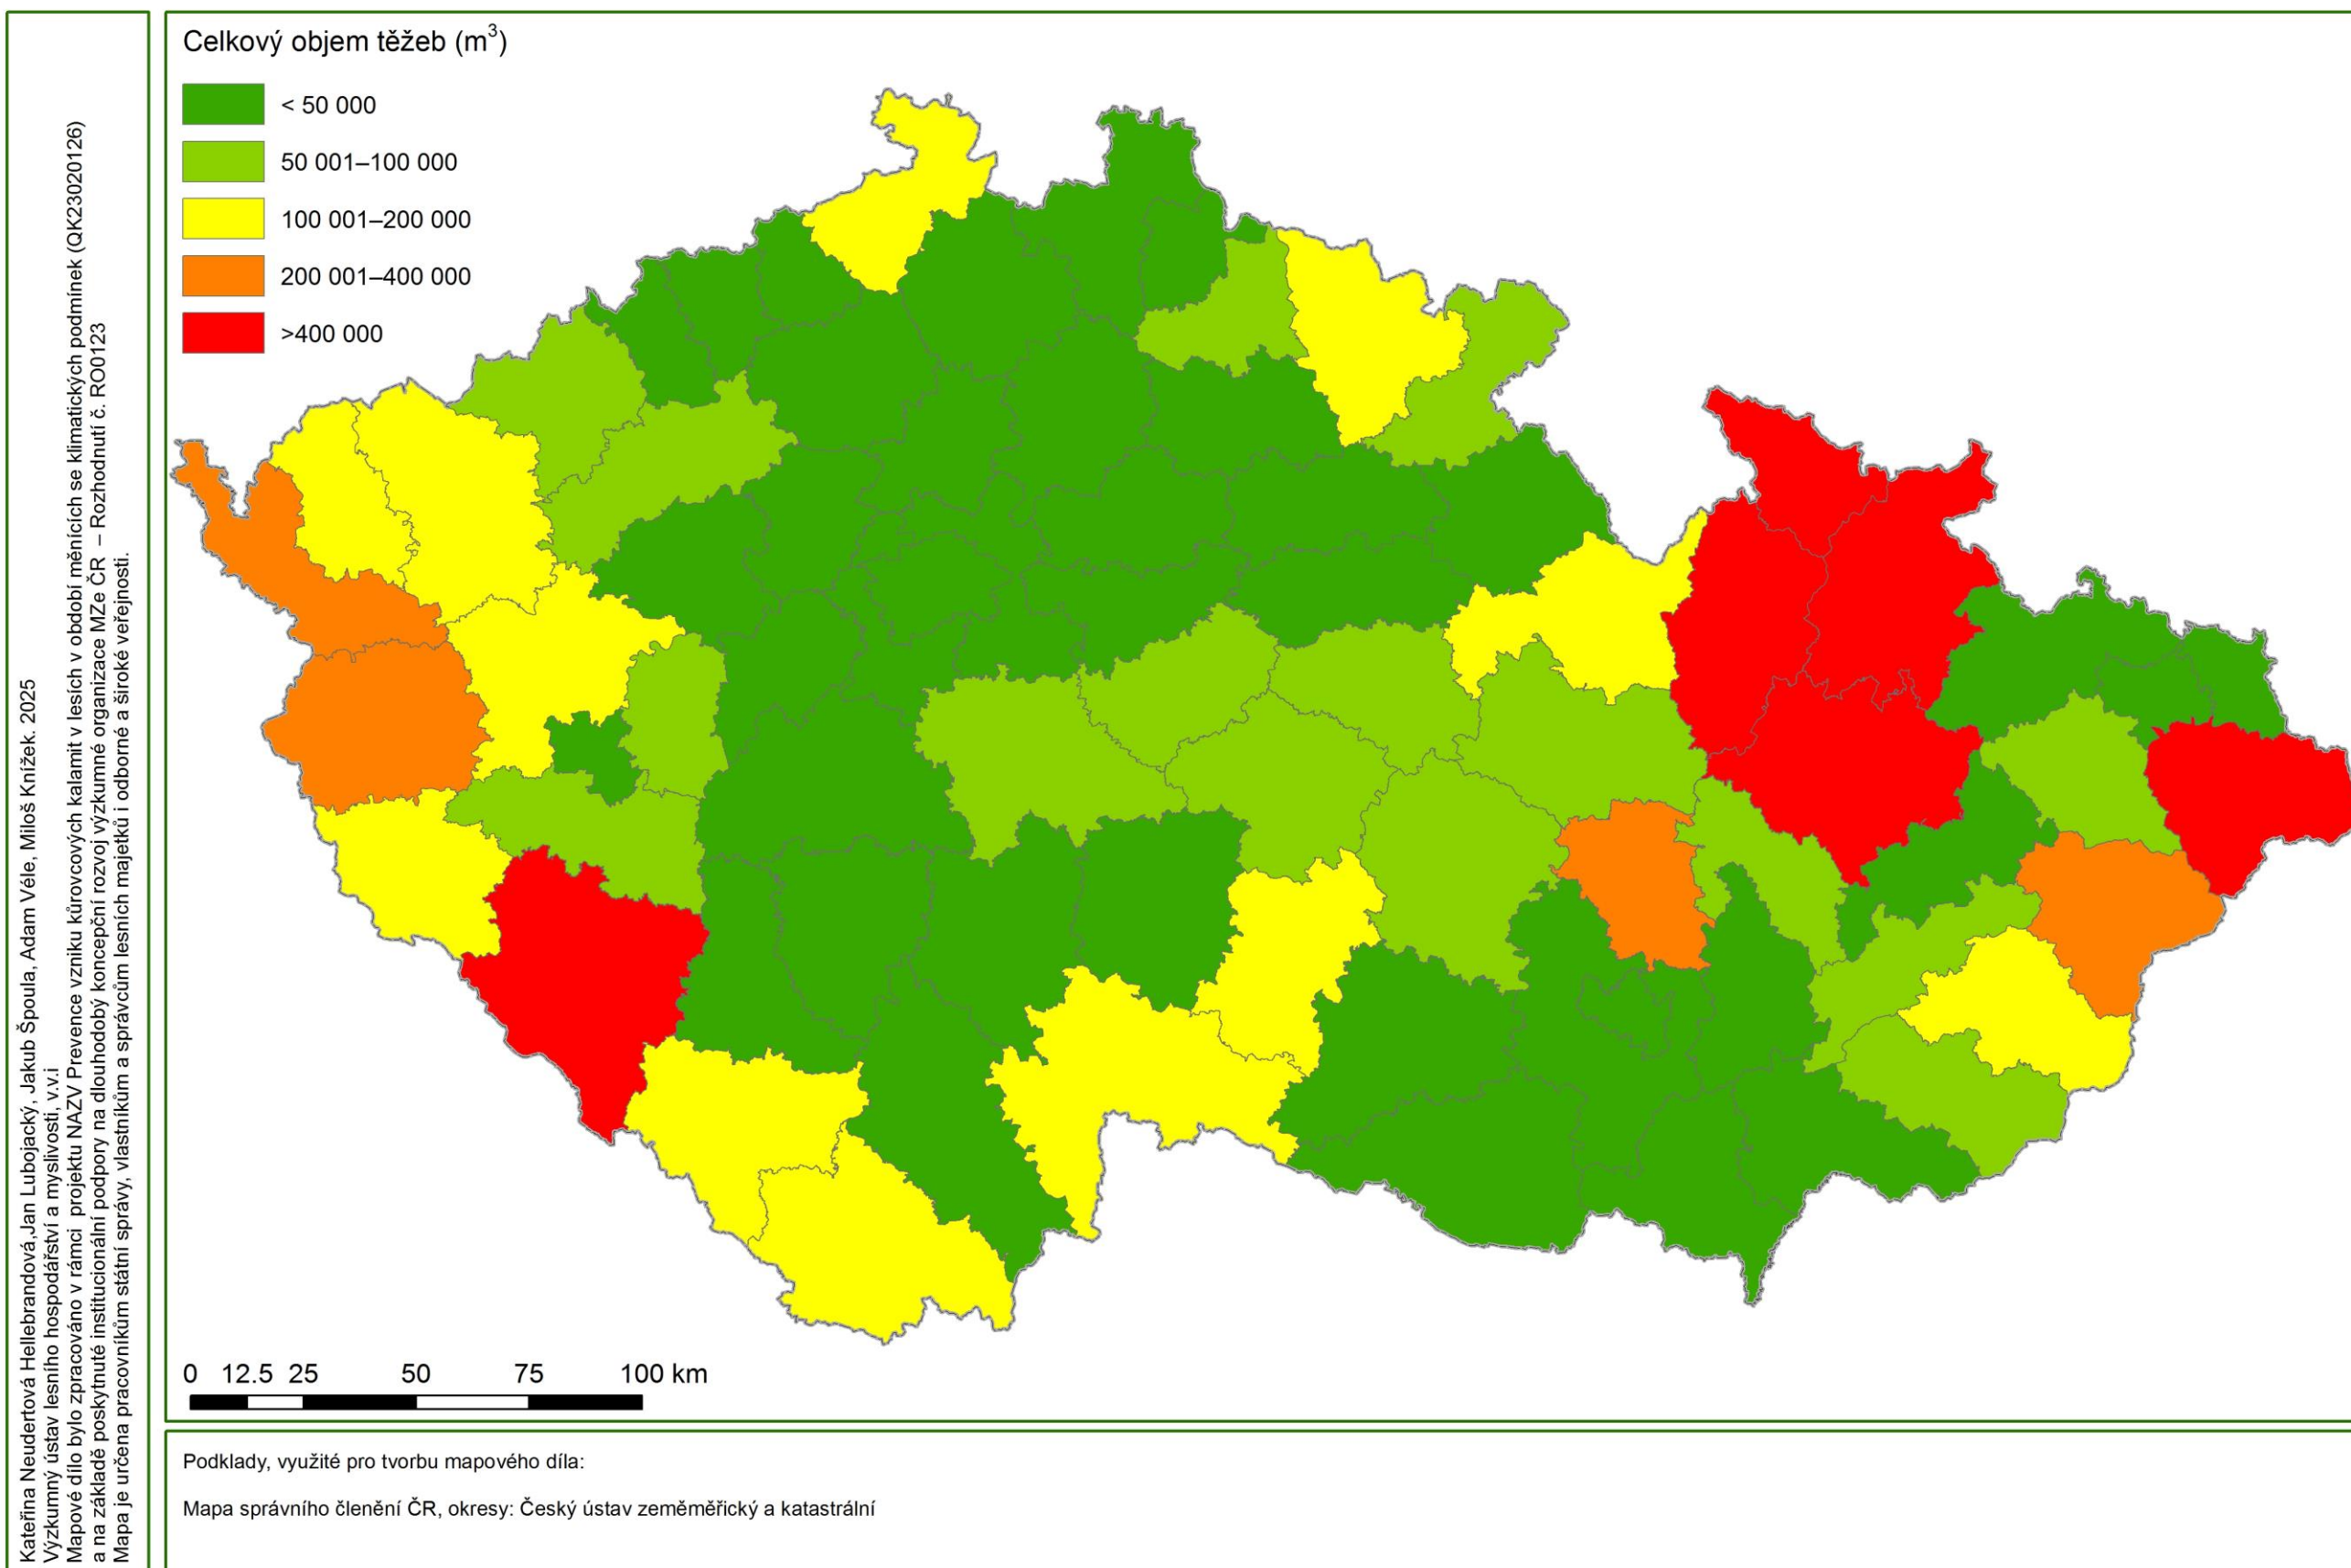 Kateřina Neudertová Hellebrandová,Jan Lubojacký, Jakub Špoula, Adam Véle, Miloš Knížek. 2025
Výzkumný ústav lesního hospodářství a myslivosti, v.v.i
Mapové dílo bylo zpracováno v rámci projektu NAZV Prevence vzniku kůrovcových kalamit v lesích v období měnících se klimatických podmínek (QK23020126)
a na základě poskytnuté institucionální podpory na dlouhodobý koncepční rozvoj výzkumné organizace MZe ČR – Rozhodnutí č. RO0123
Mapa je určena pracovníkům státní správy, vlastníkům a správcům lesních majetků i odborné a široké veřejnosti.
Celkový objem těžeb (m³)
< 50 000
50 001–100 000
100 001–200 000
200 001–400 000
>400 000
0 12.5 25 50 75 100 km
Podklady, využité pro tvorbu mapového díla:
Mapa správního členění ČR, okresy: Český ústav zeměměřický a katastrální